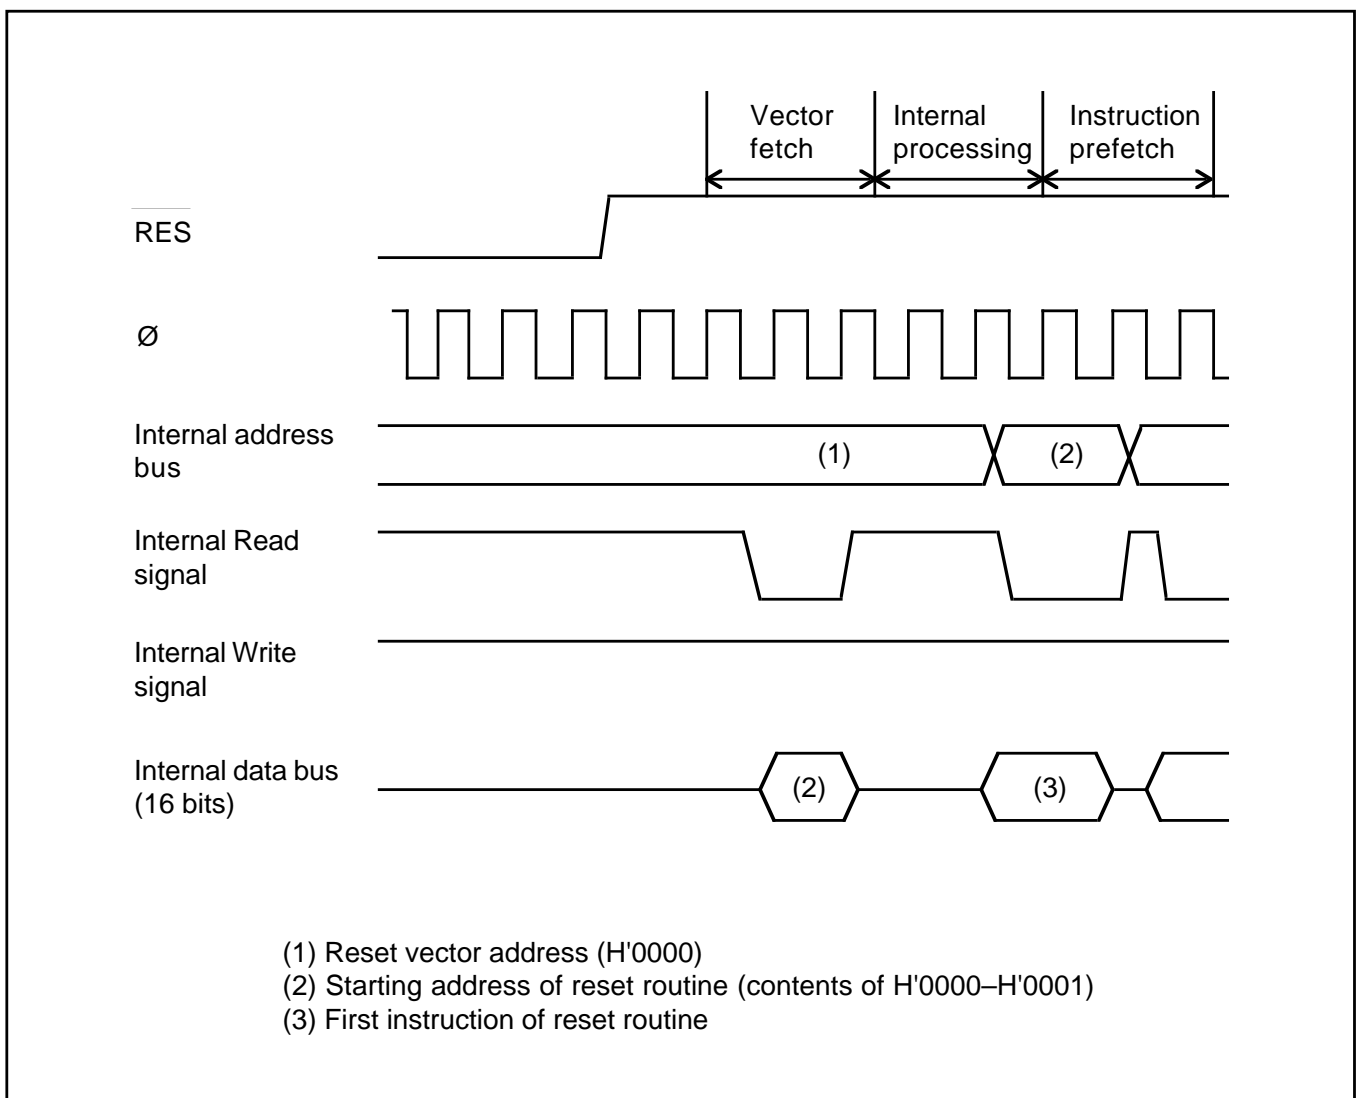 Vector Internal Instruction
fetch processing prefetch
RES
Ø
Internal address
bus
(1) (2)
Internal Read
signal
Internal Write
signal
Internal data bus
(16 bits)
(2) (3)
(1) Reset vector address (H'0000)
(2) Starting address of reset routine (contents of H'0000–H'0001)
(3) First instruction of reset routine